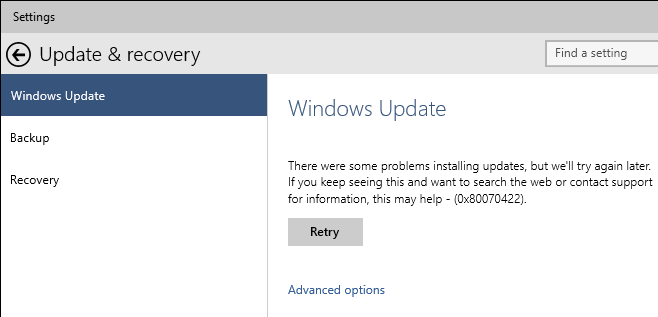 Settings
Update & recovery
Find a setting
Windows Update
Backup
Recovery
Windows Update
There were some problems installing updates, but we'll try again later.
If you keep seeing this and want to search the web or contact support
for information, this may help - (0x80070422).
Retry
Advanced options